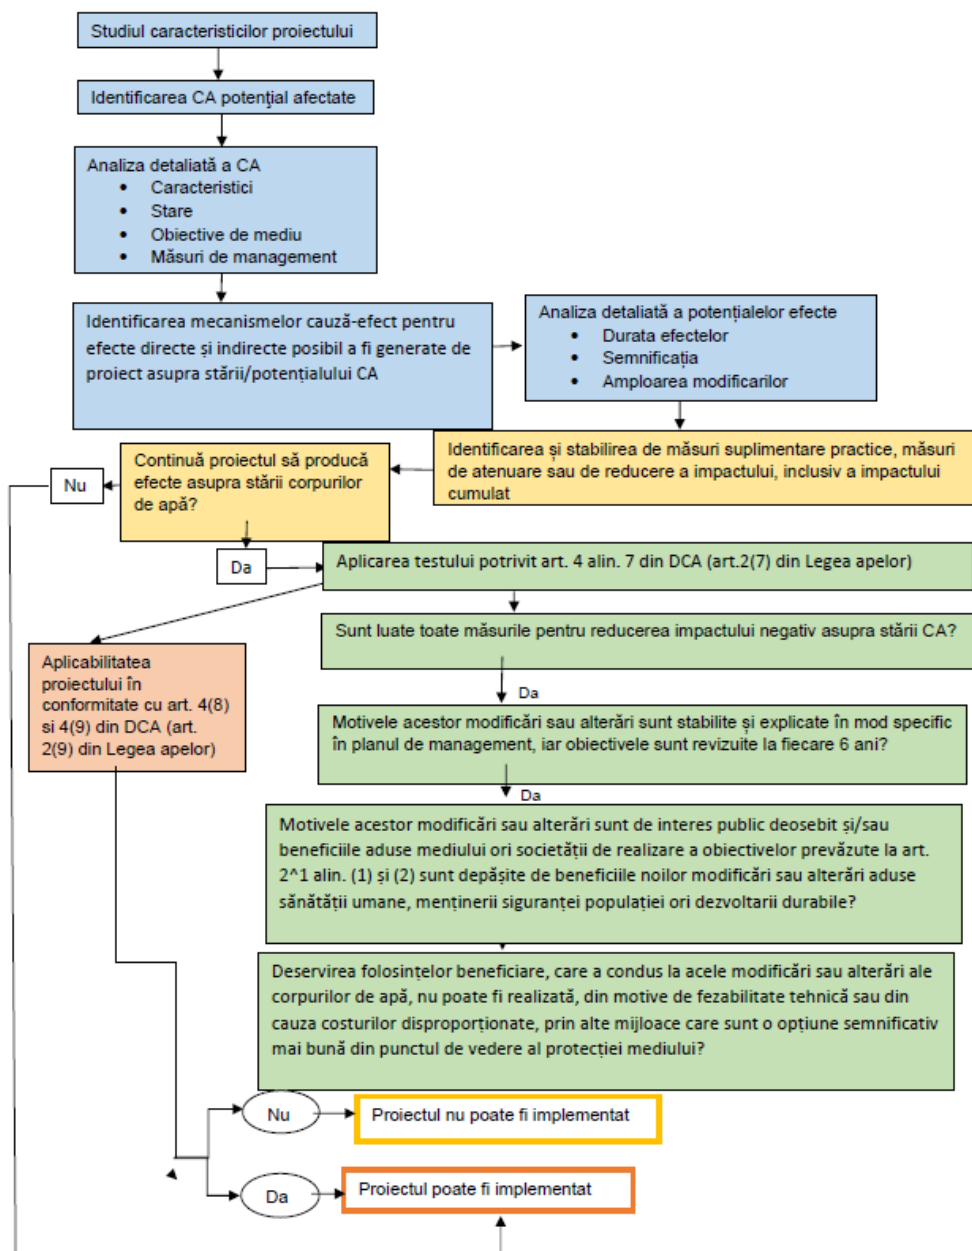 Studiul caracteristicilor proiectului
Identificarea CA potenţial afectate
Analiza detaliată a CA
• Caracteristici
• Stare
• Obiective de mediu
• Măsuri de management
Identificarea mecanismelor cauză-efect pentru
efecte directe și indirecte posibil a fi generate de
proiect asupra stării/potențialului CA
Analiza detaliată a potențialelor efecte
• Durata efectelor
• Semnificația
• Amploarea modificarilor
Identificarea și stabilirea de măsuri suplimentare practice, măsuri
de atenuare sau de reducere a impactului, inclusiv a impactului
cumulat
Continuă proiectul să producă
efecte asupra stării corpurilor
de apă?
Nu
Da
Aplicarea testului potrivit art. 4 alin. 7 din DCA (art.2(7) din Legea apelor)
Sunt luate toate măsurile pentru reducerea impactului negativ asupra stării CA?
Da
Aplicabilitatea
proiectului în
conformitate cu art. 4(8)
si 4(9) din DCA (art.
2(9) din Legea apelor)
Motivele acestor modificări sau alterări sunt stabilite și explicate în mod specific
în planul de management, iar obiectivele sunt revizuite la fiecare 6 ani?
Da
Motivele acestor modificări sau alterări sunt de interes public deosebit și/sau
beneficiile aduse mediului ori societății de realizare a obiectivelor prevăzute la art.
2^1 alin. (1) și (2) sunt depășite de beneficiile noilor modificări sau alterări aduse
sănătății umane, menținerii siguranței populației ori dezvoltarii durabile?
Deservirea folosințelor beneficiare, care a condus la acele modificări sau alterări ale
corpurilor de apă, nu poate fi realizată, din motive de fezabilitate tehnică sau din
cauza costurilor disproporționate, prin alte mijloace care sunt o opțiune semnificativ
mai bună din punctul de vedere al protecției mediului?
Nu
Proiectul nu poate fi implementat
Da
Proiectul poate fi implementat